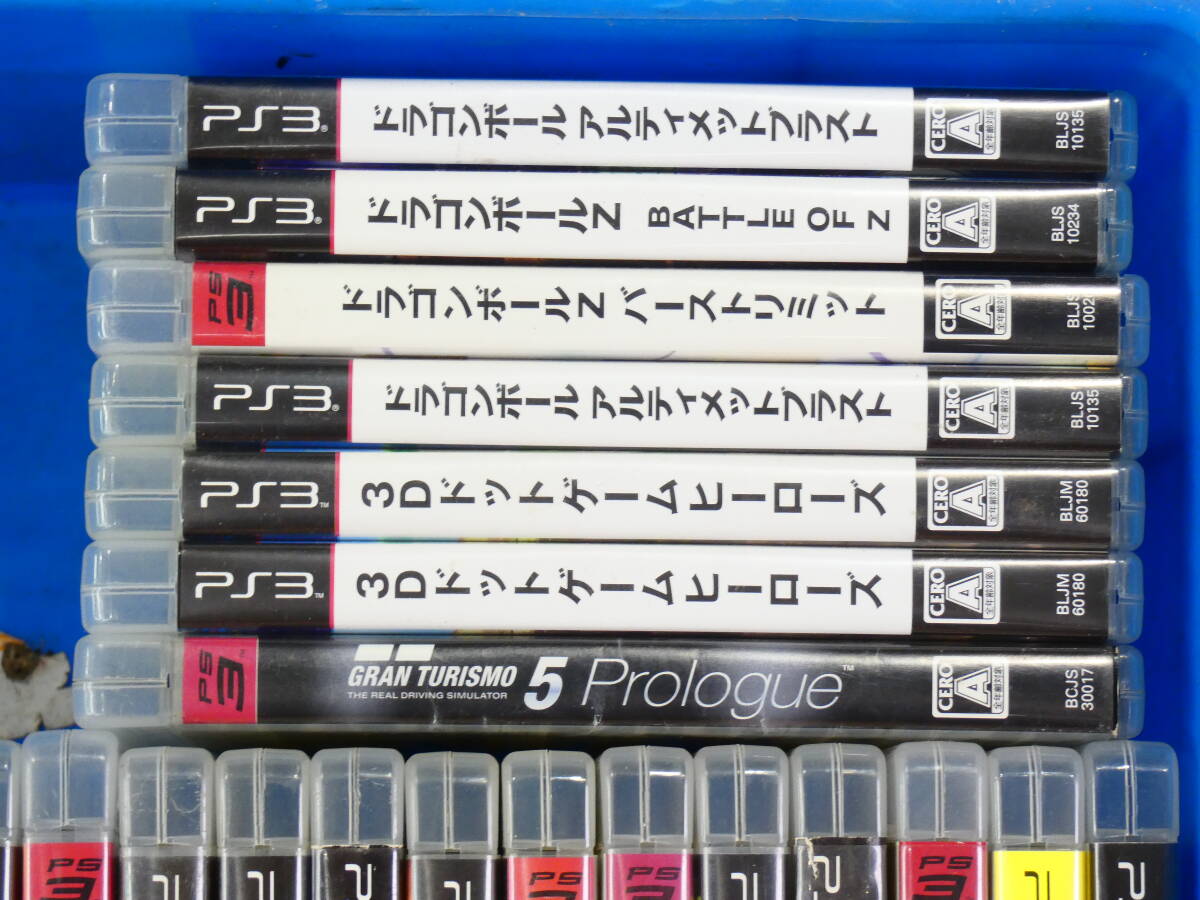 PS3® ドラゴンボール アルティメットブラスト CERO A 全年齢対象 BLJS 10135
PS3® ドラゴンボールZ BATTLE OF Z CERO A 全年齢対象 BLJS 10234
PS3™ ドラゴンボールZ バーストリミット CERO A 全年齢対象 BLJS
PS3® ドラゴンボール アルティメットブラスト CERO A 全年齢対象 BLJS 10135
PS3™ 3Dドットゲームヒーローズ CERO A 全年齢対象 BLJM 60180
PS3™ 3Dドットゲームヒーローズ CERO A 全年齢対象 BLJM 60180
PS3™ GRAN TURISMO 5 Prologue™ CERO A 全年齢対象 BCJS 30017
THE REAL DRIVING SIMULATOR
PS3 PS3 PS3 PS3